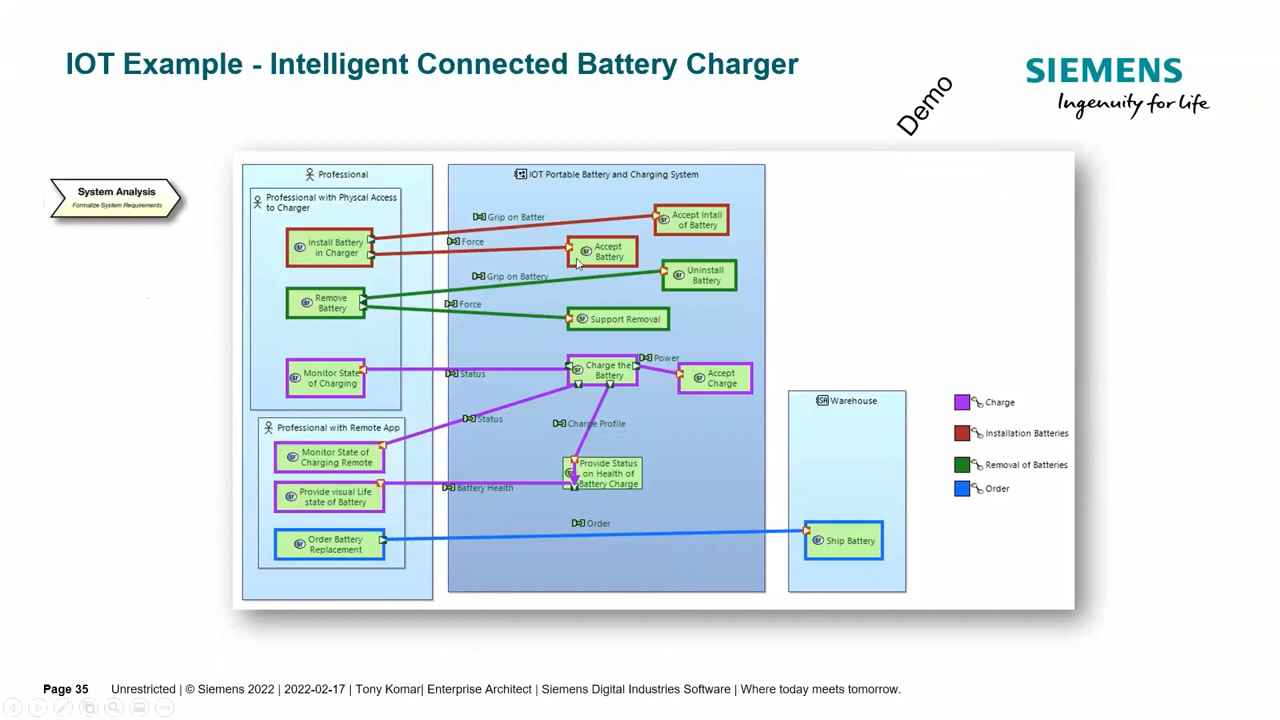 IOT Example - Intelligent Connected Battery Charger
SIEMENS
Ingenuity for life
Demo
System Analysis
Formalize System Requirements
Professional
Professional with Physcal Access
to Charger
Install Battery
in Charger
Remove
Battery
Monitor State
of Charging
Professional with Remote App
Monitor State of
Charging Remote
Provide visual Life
state of Battery
Order Battery
Replacement
IOT Portable Battery and Charging System
Grip on Batter
Accept Intall
of Battery
Force
Accept
Battery
Grip on Battery
Uninstall
Battery
Force
Support Removal
Status
Charge the
Battery
Power
Accept
Charge
Status
Charge Profile
Provide Status
on Health of
Battery Charge
Battery Health
Order
Warehouse
Ship Battery
Charge
Installation Batteries
Removal of Batteries
Order
Page 35 Unrestricted | © Siemens 2022 | 2022-02-17 | Tony Komar| Enterprise Architect | Siemens Digital Industries Software | Where today meets tomorrow.